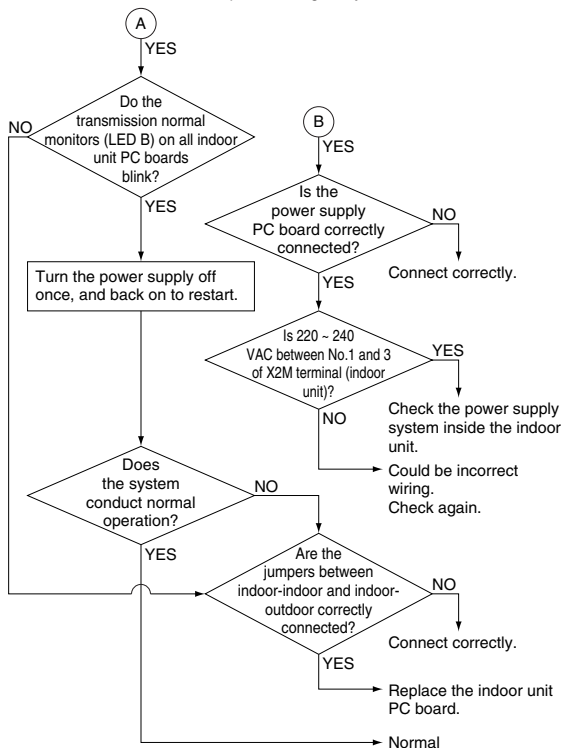 A
YES
Do the
transmission normal
monitors (LED B) on all indoor
unit PC boards
blink?
NO
YES
Turn the power supply off
once, and back on to restart.
Does
the system
conduct normal
operation?
NO
YES
B
YES
Is the
power supply
PC board correctly
connected?
NO
Connect correctly.
YES
Is 220 ~ 240
VAC between No.1 and 3
of X2M terminal (indoor
unit)?
YES
Check the power supply
system inside the indoor
unit.
NO
Could be incorrect
wiring.
Check again.
Are the
jumpers between
indoor-indoor and indoor-
outdoor correctly
connected?
NO
Connect correctly.
YES
Replace the indoor unit
PC board.
Normal